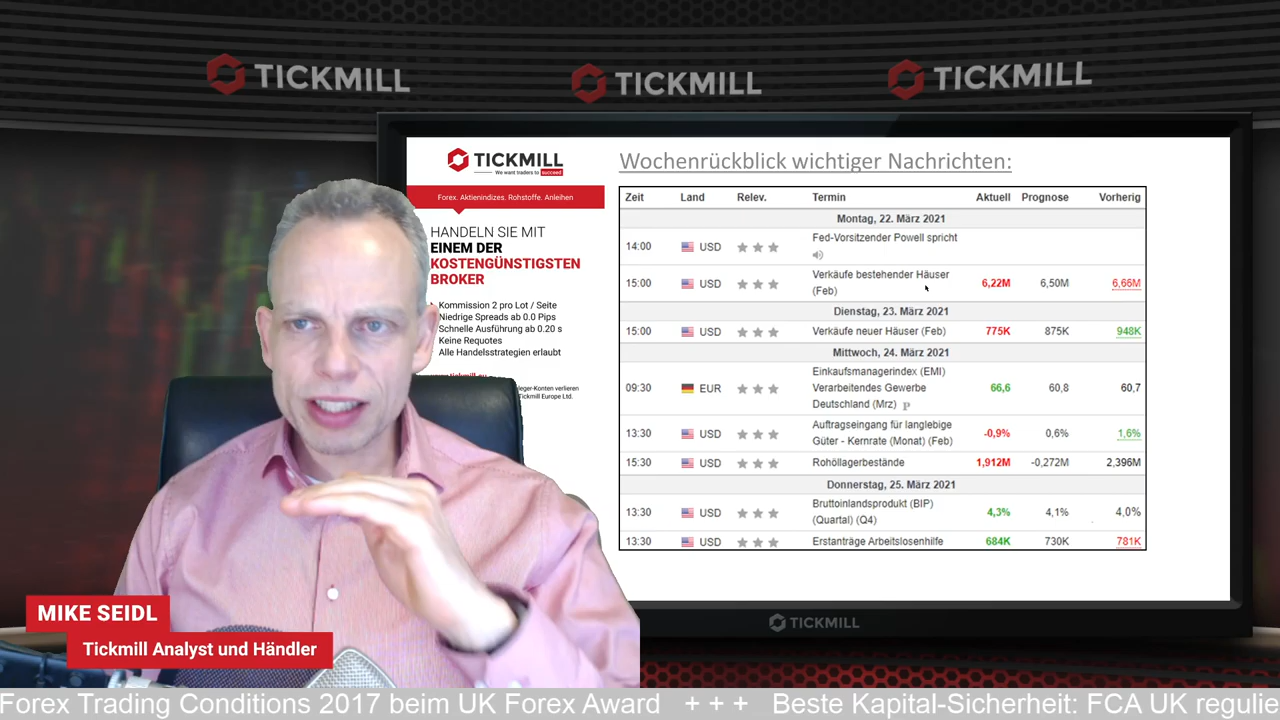 TICKMILL
TICKMILL
TICKMILL
TICKMILL
We want traders to succeed
Forex. Aktienindizes. Rohstoffe. Anleihen
HANDELN SIE MIT
EINEM DER
KOSTENGÜNSTIGSTEN
BROKER
Kommission 2 pro Lot / Seite
Niedrige Spreads ab 0.0 Pips
Schnelle Ausführung ab 0.20 s
Keine Requotes
Alle Handelsstrategien erlaubt
leger-Konten verlieren
Tickmill Europe Ltd.
Wochenrückblick wichtiger Nachrichten:
Zeit Land Relev. Termin Aktuell Prognose Vorherig
Montag, 22. März 2021
14:00 USD Fed-Vorsitzender Powell spricht
15:00 USD Verkäufe bestehender Häuser 6,22M 6,50M 6,66M
(Feb)
Dienstag, 23. März 2021
15:00 USD Verkäufe neuer Häuser (Feb) 775K 875K 948K
Mittwoch, 24. März 2021
Einkaufsmanagerindex (EMI)
09:30 EUR Verarbeitendes Gewerbe 66,6 60,8 60,7
Deutschland (Mrz) P
Auftragseingang für langlebige
13:30 USD Güter - Kernrate (Monat) (Feb) -0,9% 0,6% 1,6%
15:30 USD Rohöllagerbestände 1,912M -0,272M 2,396M
Donnerstag, 25. März 2021
13:30 USD Bruttoinlandsprodukt (BIP) 4,3% 4,1% 4,0%
(Quartal) (Q4)
13:30 USD Erstanträge Arbeitslosenhilfe 684K 730K 781K
TICKMILL
MIKE SEIDL
Tickmill Analyst und Händler
Forex Trading Conditions 2017 beim UK Forex Award +++ Beste Kapital-Sicherheit: FCA UK regulie